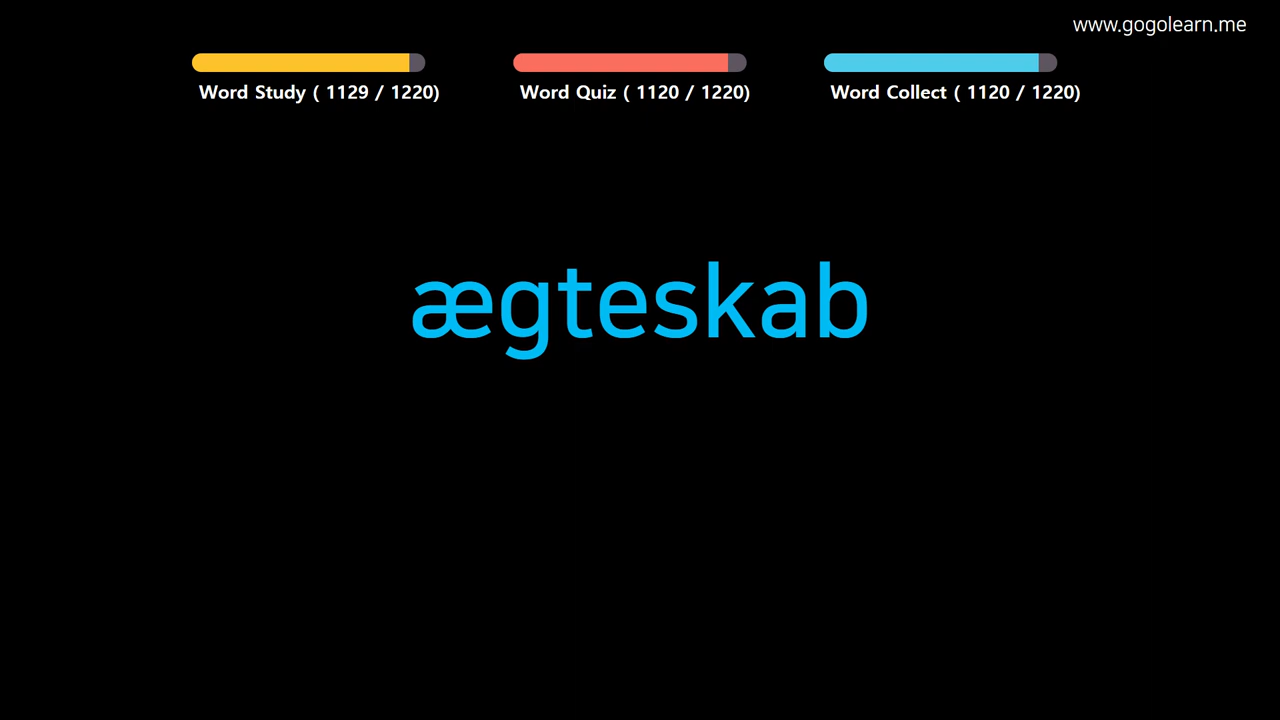 www.gogolearn.me
Word Study ( 1129 / 1220)
Word Quiz ( 1120 / 1220)
Word Collect ( 1120 / 1220)
ægteskab